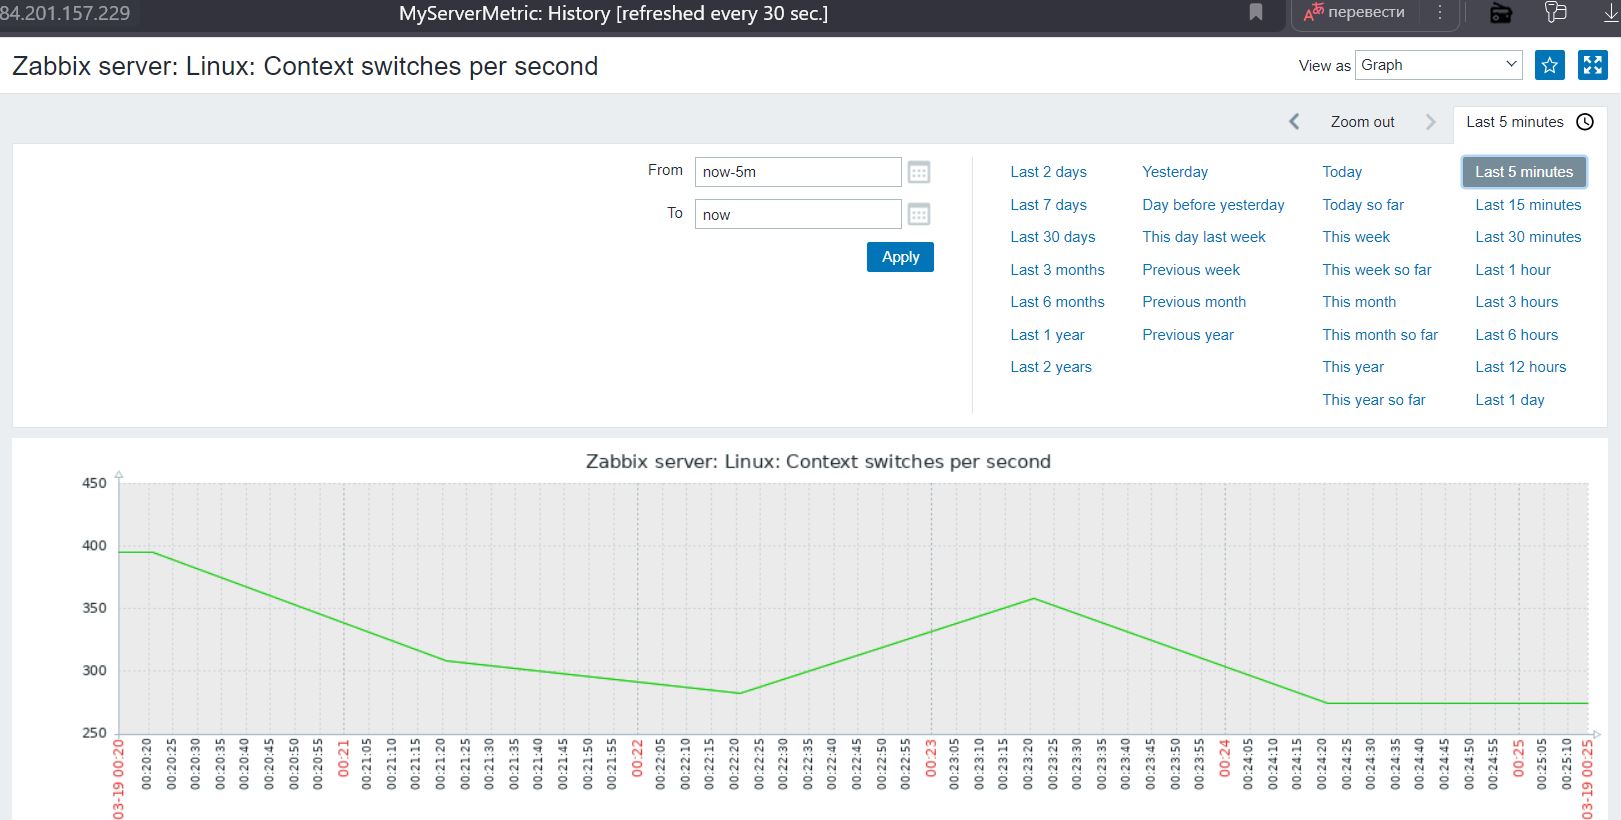 84.201.157.229 MyServerMetric: History [refreshed every 30 sec.] перевести
Zabbix server: Linux: Context switches per second
View as Graph
Zoom out Last 5 minutes
From now-5m
To now
Apply
Last 2 days Yesterday Today Last 5 minutes
Last 7 days Day before yesterday Today so far Last 15 minutes
Last 30 days This day last week This week Last 30 minutes
Last 3 months Previous week This week so far Last 1 hour
Last 6 months Previous month This month Last 3 hours
Last 1 year Previous year This month so far Last 6 hours
Last 2 years This year Last 12 hours
This year so far Last 1 day
Zabbix server: Linux: Context switches per second
450
400
350
300
250
03-19 00:20 00:20:20 00:20:25 00:20:30 00:20:35 00:20:40 00:20:45 00:20:50 00:20:55 00:21 00:21:05 00:21:10 00:21:15 00:21:20 00:21:25 00:21:30 00:21:35 00:21:40 00:21:45 00:21:50 00:21:55 00:22 00:22:05 00:22:10 00:22:15 00:22:20 00:22:25 00:22:30 00:22:35 00:22:40 00:22:45 00:22:50 00:22:55 00:23 00:23:05 00:23:10 00:23:15 00:23:20 00:23:25 00:23:30 00:23:35 00:23:40 00:23:45 00:23:50 00:23:55 00:24 00:24:05 00:24:10 00:24:15 00:24:20 00:24:25 00:24:30 00:24:35 00:24:40 00:24:45 00:24:50 00:24:55 00:25 00:25:05 00:25:10 03-19 00:25